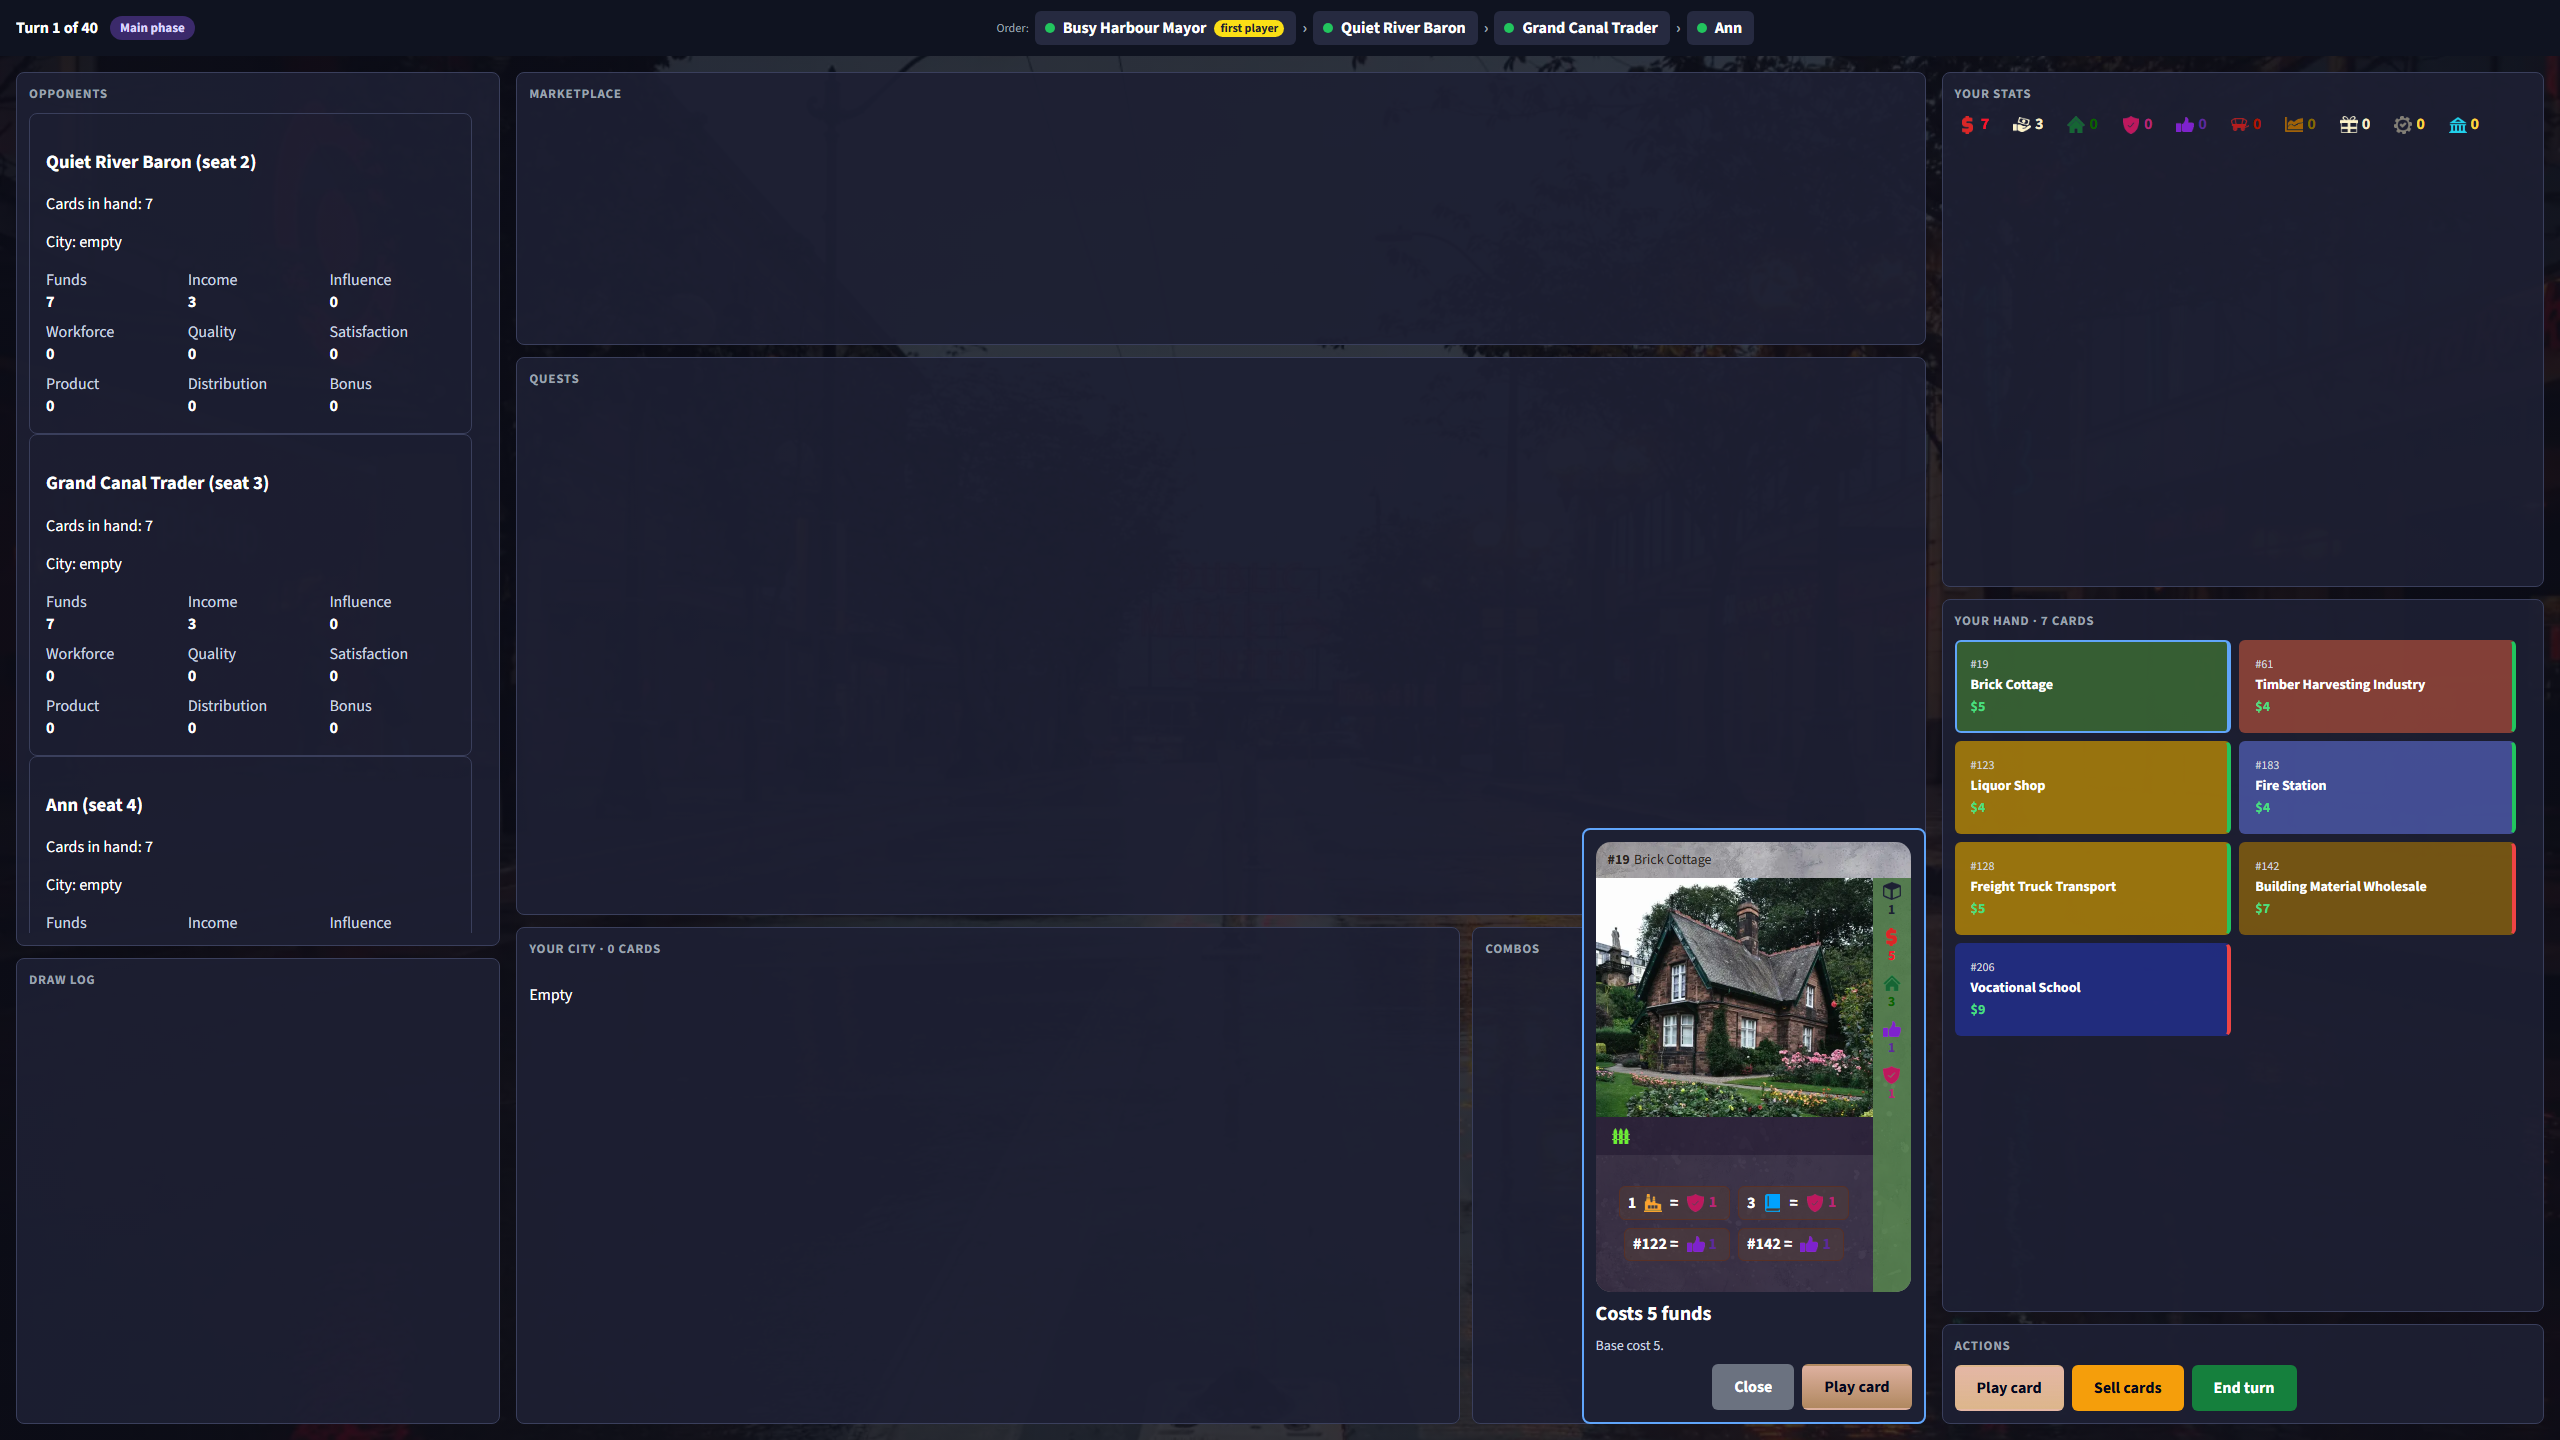 Turn 1 of 40 Main phase Order: Busy Harbour Mayor first player › Quiet River Baron › Grand Canal Trader › Ann
OPPONENTS
Quiet River Baron (seat 2)
Cards in hand: 7
City: empty
Funds Income Influence
7 3 0
Workforce Quality Satisfaction
0 0 0
Product Distribution Bonus
0 0 0
Grand Canal Trader (seat 3)
Cards in hand: 7
City: empty
Funds Income Influence
7 3 0
Workforce Quality Satisfaction
0 0 0
Product Distribution Bonus
0 0 0
Ann (seat 4)
Cards in hand: 7
City: empty
Funds Income Influence
DRAW LOG
MARKETPLACE
QUESTS
YOUR CITY · 0 CARDS
Empty
COMBOS
#19 Brick Cottage
1
5
3
1
1
1 = 1 3 = 1
#122 = 1 #142 = 1
Costs 5 funds
Base cost 5.
Close Play card
YOUR STATS
7 3 0 0 0 0 0 0 0 0
YOUR HAND · 7 CARDS
#19
Brick Cottage
$5
#61
Timber Harvesting Industry
$4
#123
Liquor Shop
$4
#183
Fire Station
$4
#128
Freight Truck Transport
$5
#142
Building Material Wholesale
$7
#206
Vocational School
$9
ACTIONS
Play card Sell cards End turn